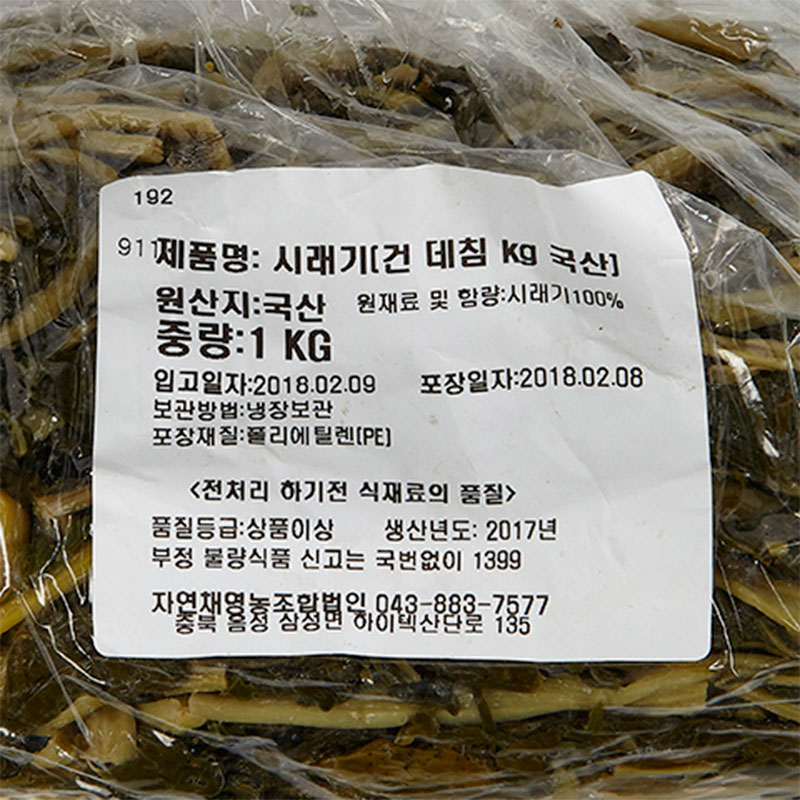 192
911제품명: 시래기[건 데침 kg 국산]
원산지:국산 원재료 및 함량:시래기100%
중량:1 KG
입고일자:2018.02.09 포장일자:2018.02.08
보관방법:냉장보관
포장재질:폴리에틸렌[PE]
<전처리 하기전 식재료의 품질>
품질등급:상품이상 생산년도: 2017년
부정 불량식품 신고는 국번없이 1399
자연채영농조합법인 043-883-7577
충북 음성 삼정면 하이텍산단로 135